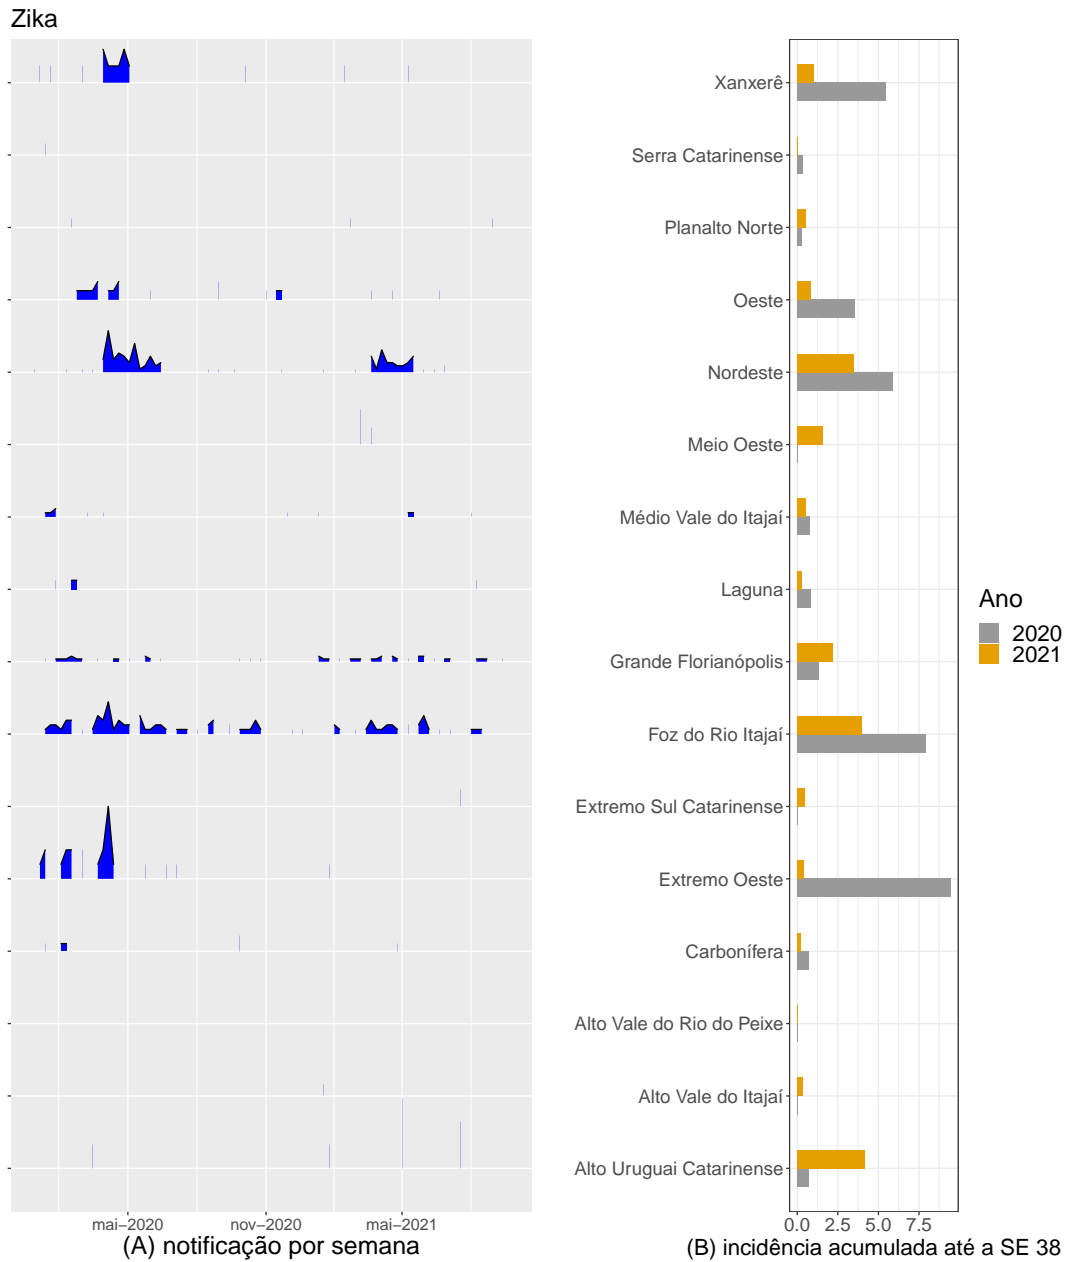 Zika
Xanxerê
Serra Catarinense
Planalto Norte
Oeste
Nordeste
Meio Oeste
Médio Vale do Itajaí
Laguna
Grande Florianópolis
Foz do Rio Itajaí
Extremo Sul Catarinense
Extremo Oeste
Carbonífera
Alto Vale do Rio do Peixe
Alto Vale do Itajaí
Alto Uruguai Catarinense
Ano
2020
2021
mai−2020 nov−2020 mai−2021
0.0 2.5 5.0 7.5
(A) notificação por semana
(B) incidência acumulada até a SE 38